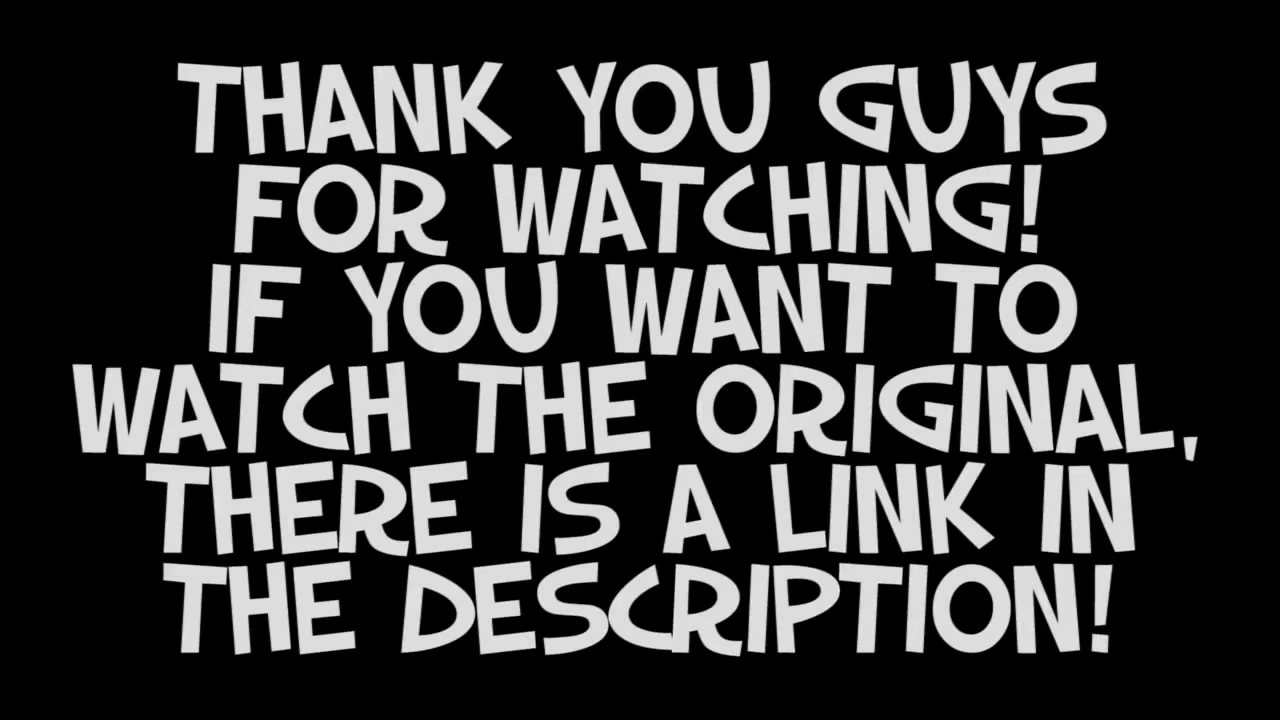 THANK YOU GUYS
FOR WATCHING!
IF YOU WANT TO
WATCH THE ORIGINAL,
THERE IS A LINK IN
THE DESCRIPTION!